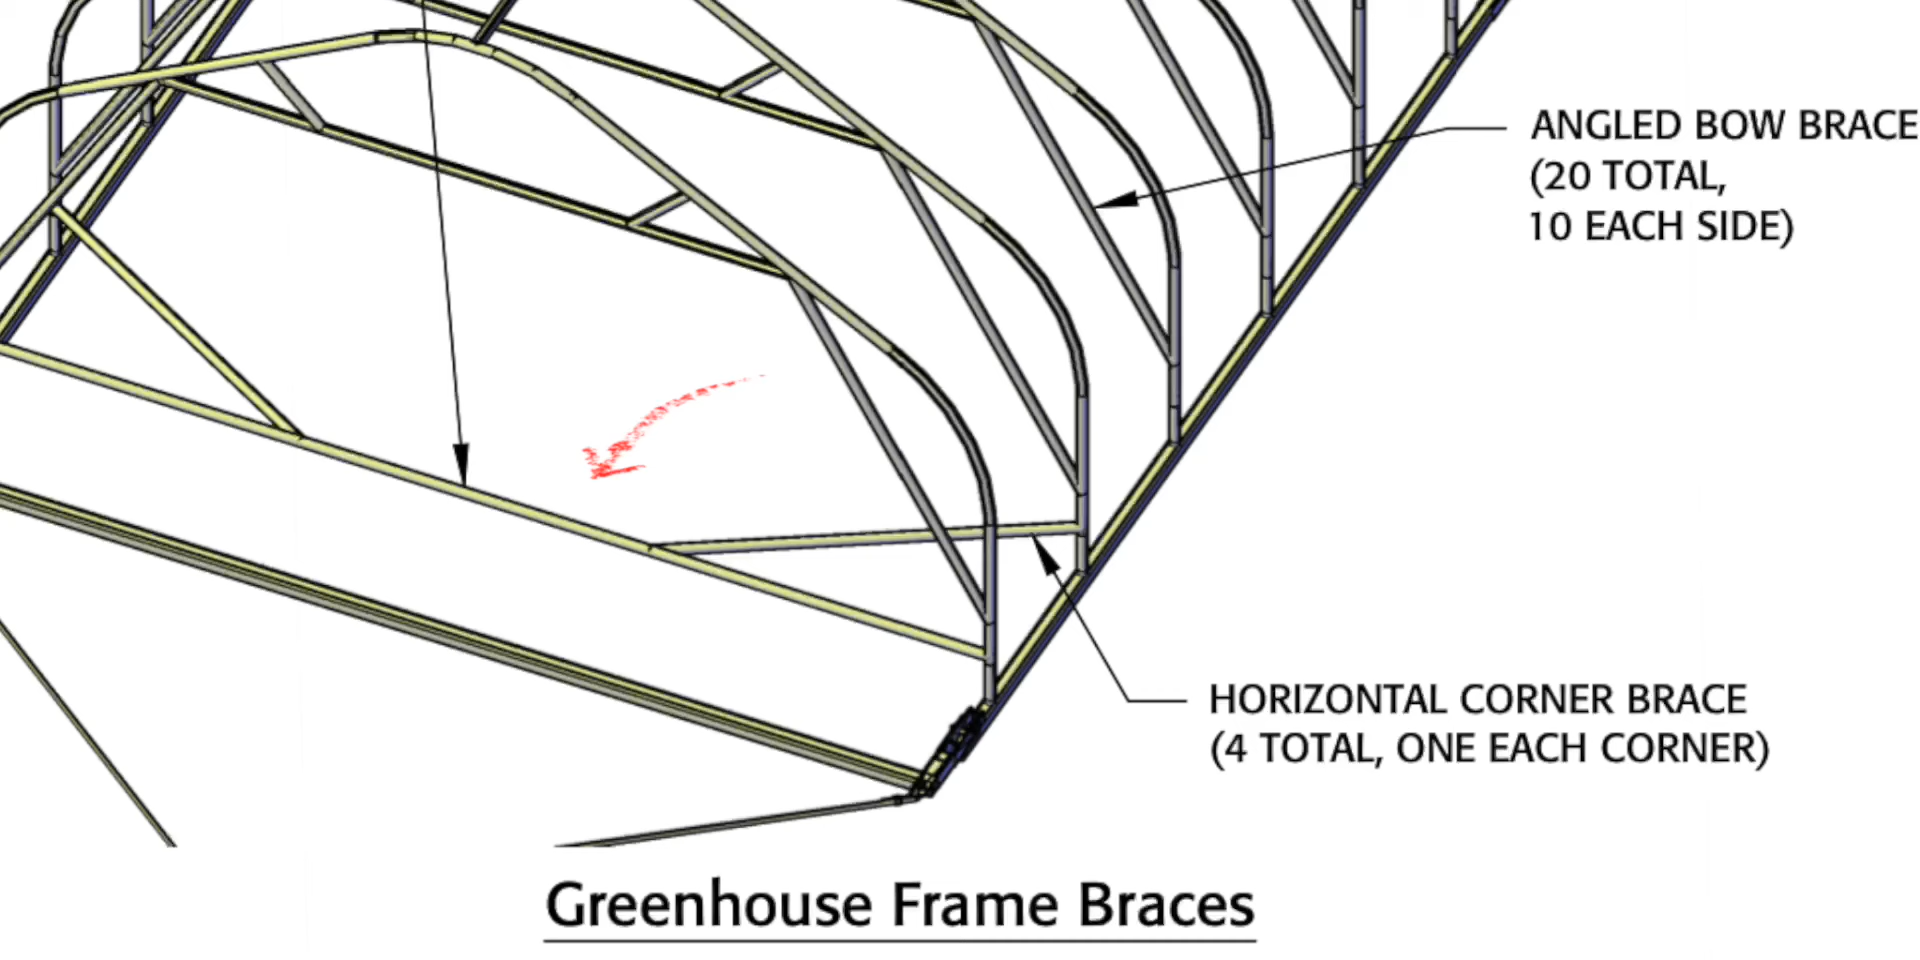 ANGLED BOW BRACE
(20 TOTAL,
10 EACH SIDE)
HORIZONTAL CORNER BRACE
(4 TOTAL, ONE EACH CORNER)
Greenhouse Frame Braces